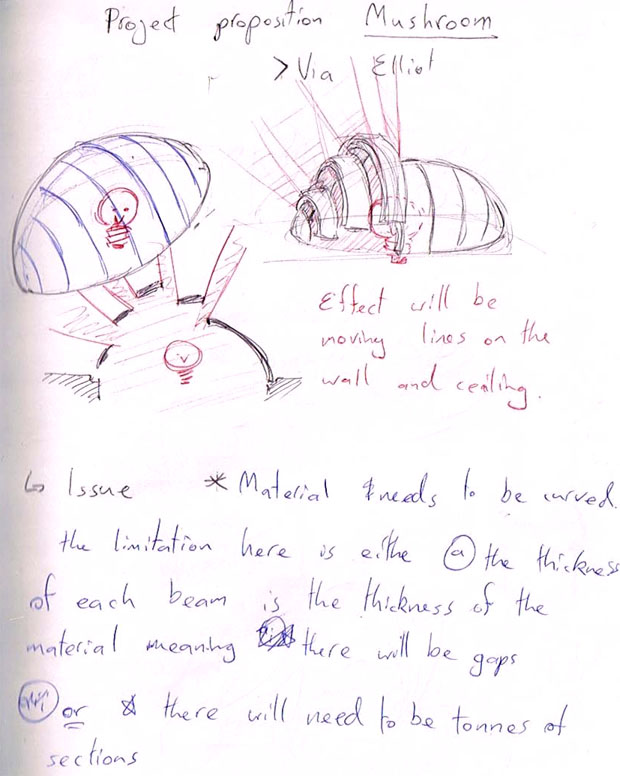 Project proposition Mushroom
> Via Elliot
Effect will be
moving lines on the
wall and ceiling.
↳ Issue * Material needs to be curved.
the limitation here is eithe ⓐ the thickness
of each beam is the thickness of the
material meaning there will be gaps
or there will need to be tonnes of
sections